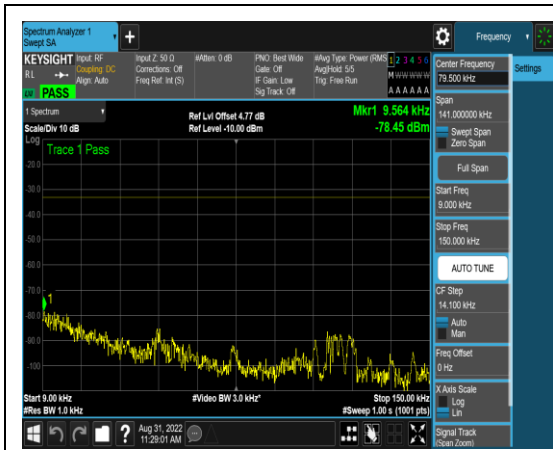 Spectrum Analyzer 1
Swept SA
+
Frequency
KEYSIGHT
RL
PASS
Input: RF
Coupling: DC
Align: Auto
Input Z: 50 Ω
Corrections: Off
Freq Ref: Int (S)
#Atten: 0 dB
PNO: Best Wide
Gate: Off
IF Gain: Low
Sig Track: Off
#Avg Type: Power (RMS
Avg|Hold: 5/5
Trig: Free Run
1 2 3 4 5 6
M W W W W W
A A A A A A
1 Spectrum
Scale/Div 10 dB
Ref Lvl Offset 4.77 dB
Ref Level -10.00 dBm
Mkr1 9.564 kHz
-78.45 dBm
Log
Trace 1 Pass
-20.0
-30.0
-40.0
-50.0
-60.0
-70.0
-80.0
-90.0
-100
1
Start 9.00 kHz
#Res BW 1.0 kHz
#Video BW 3.0 kHz*
Stop 150.00 kHz
#Sweep 1.00 s (1001 pts)
?
Aug 31, 2022
11:29:01 AM
Center Frequency
79.500 kHz
Span
141.000000 kHz
Swept Span
Zero Span
Full Span
Start Freq
9.000 kHz
Stop Freq
150.000 kHz
AUTO TUNE
CF Step
14.100 kHz
Auto
Man
Freq Offset
0 Hz
X Axis Scale
Log
Lin
Signal Track
(Span Zoom)
Settings